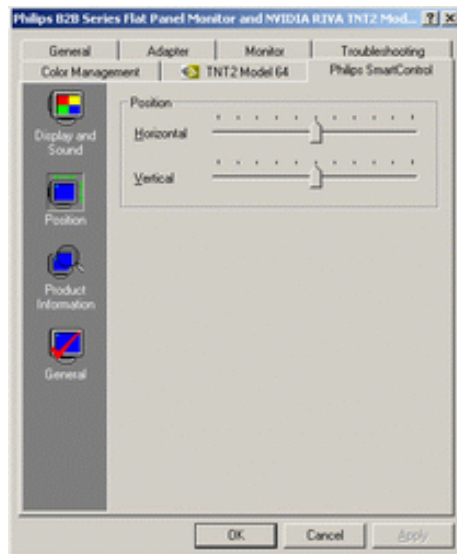 Philips B2B Series Flat Panel Monitor and NVIDIA RIVA TNT2 Mod... ? X
General Adapter Monitor Troubleshooting
Color Management TNT2 Model 64 Philips SmartControl
Display and
Sound
Position
Product
Information
General
Position
Horizontal
Vertical
OK Cancel Apply